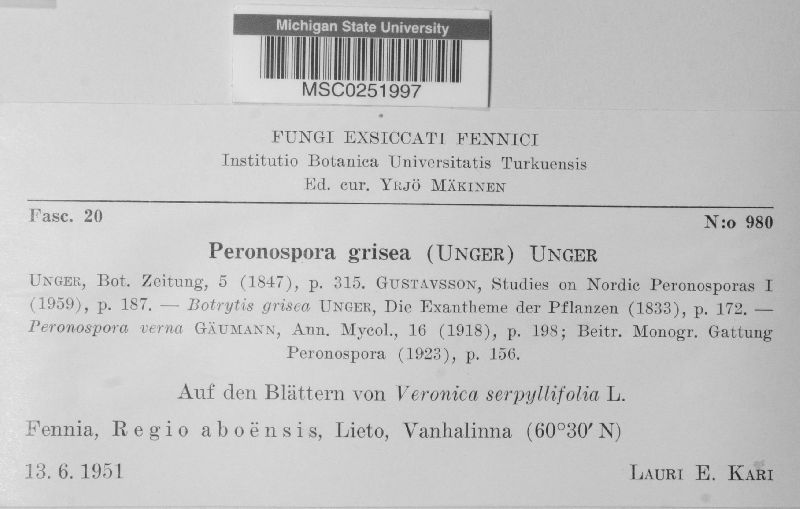 Michigan State University
MSC0251997
FUNGI EXSICCATI FENNICI
Institutio Botanica Universitatis Turkuensis
Ed. cur. YRJÖ MÄKINEN
Fasc. 20 N:o 980
Peronospora grisea (UNGER) UNGER
UNGER, Bot. Zeitung, 5 (1847), p. 315. GUSTAVSSON, Studies on Nordic Peronosporas I
(1959), p. 187. — Botrytis grisea UNGER, Die Exantheme der Pflanzen (1833), p. 172. —
Peronospora verna GÄUMANN, Ann. Mycol., 16 (1918), p. 198; Beitr. Monogr. Gattung
Peronospora (1923), p. 156.
Auf den Blättern von Veronica serpyllifolia L.
Fennia, Regio aboënsis, Lieto, Vanhalinna (60°30′ N)
13. 6. 1951 LAURI E. KARI